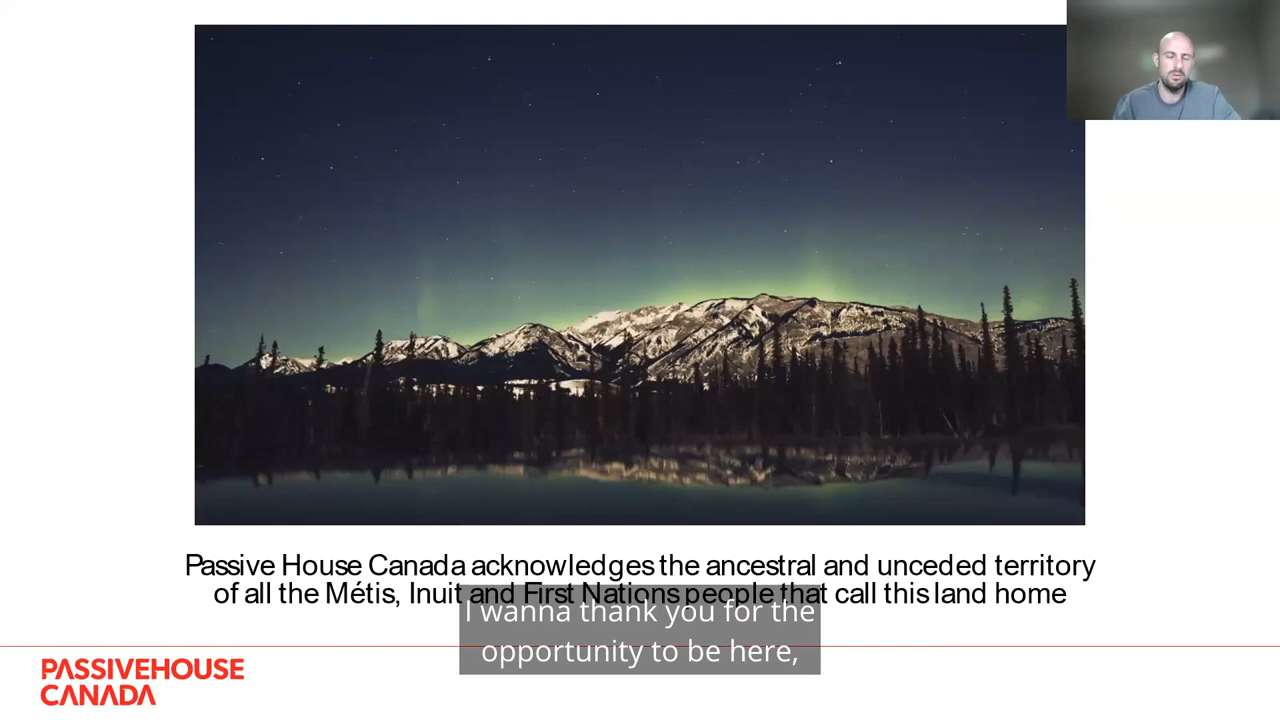 Passive House Canada acknowledges the ancestral and unceded territory
of all the Métis, Inuit and First Nations people that call this land home
I wanna thank you for the
opportunity to be here,
PASSIVEHOUSE
CANADA